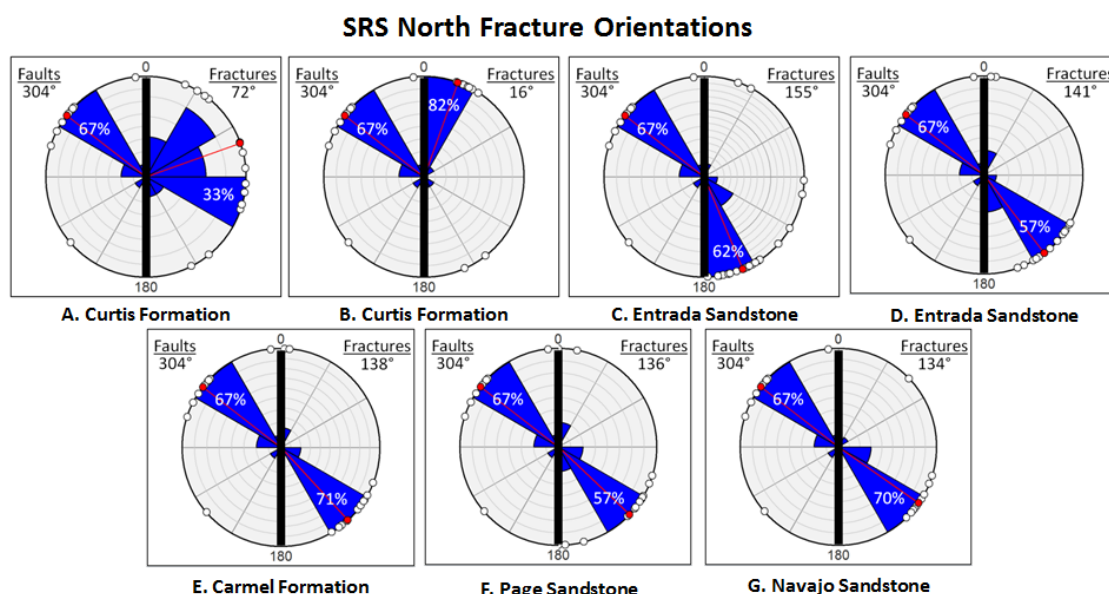 SRS North Fracture Orientations
Faults
304°
0
Fractures
72°
67%
33%
180
A. Curtis Formation
Faults
304°
0
Fractures
16°
67%
82%
180
B. Curtis Formation
Faults
304°
0
Fractures
155°
67%
62%
180
C. Entrada Sandstone
Faults
304°
0
Fractures
141°
67%
57%
180
D. Entrada Sandstone
Faults
304°
0
Fractures
138°
67%
71%
180
E. Carmel Formation
Faults
304°
0
Fractures
136°
67%
57%
180
F. Page Sandstone
Faults
304°
0
Fractures
134°
67%
70%
180
G. Navajo Sandstone